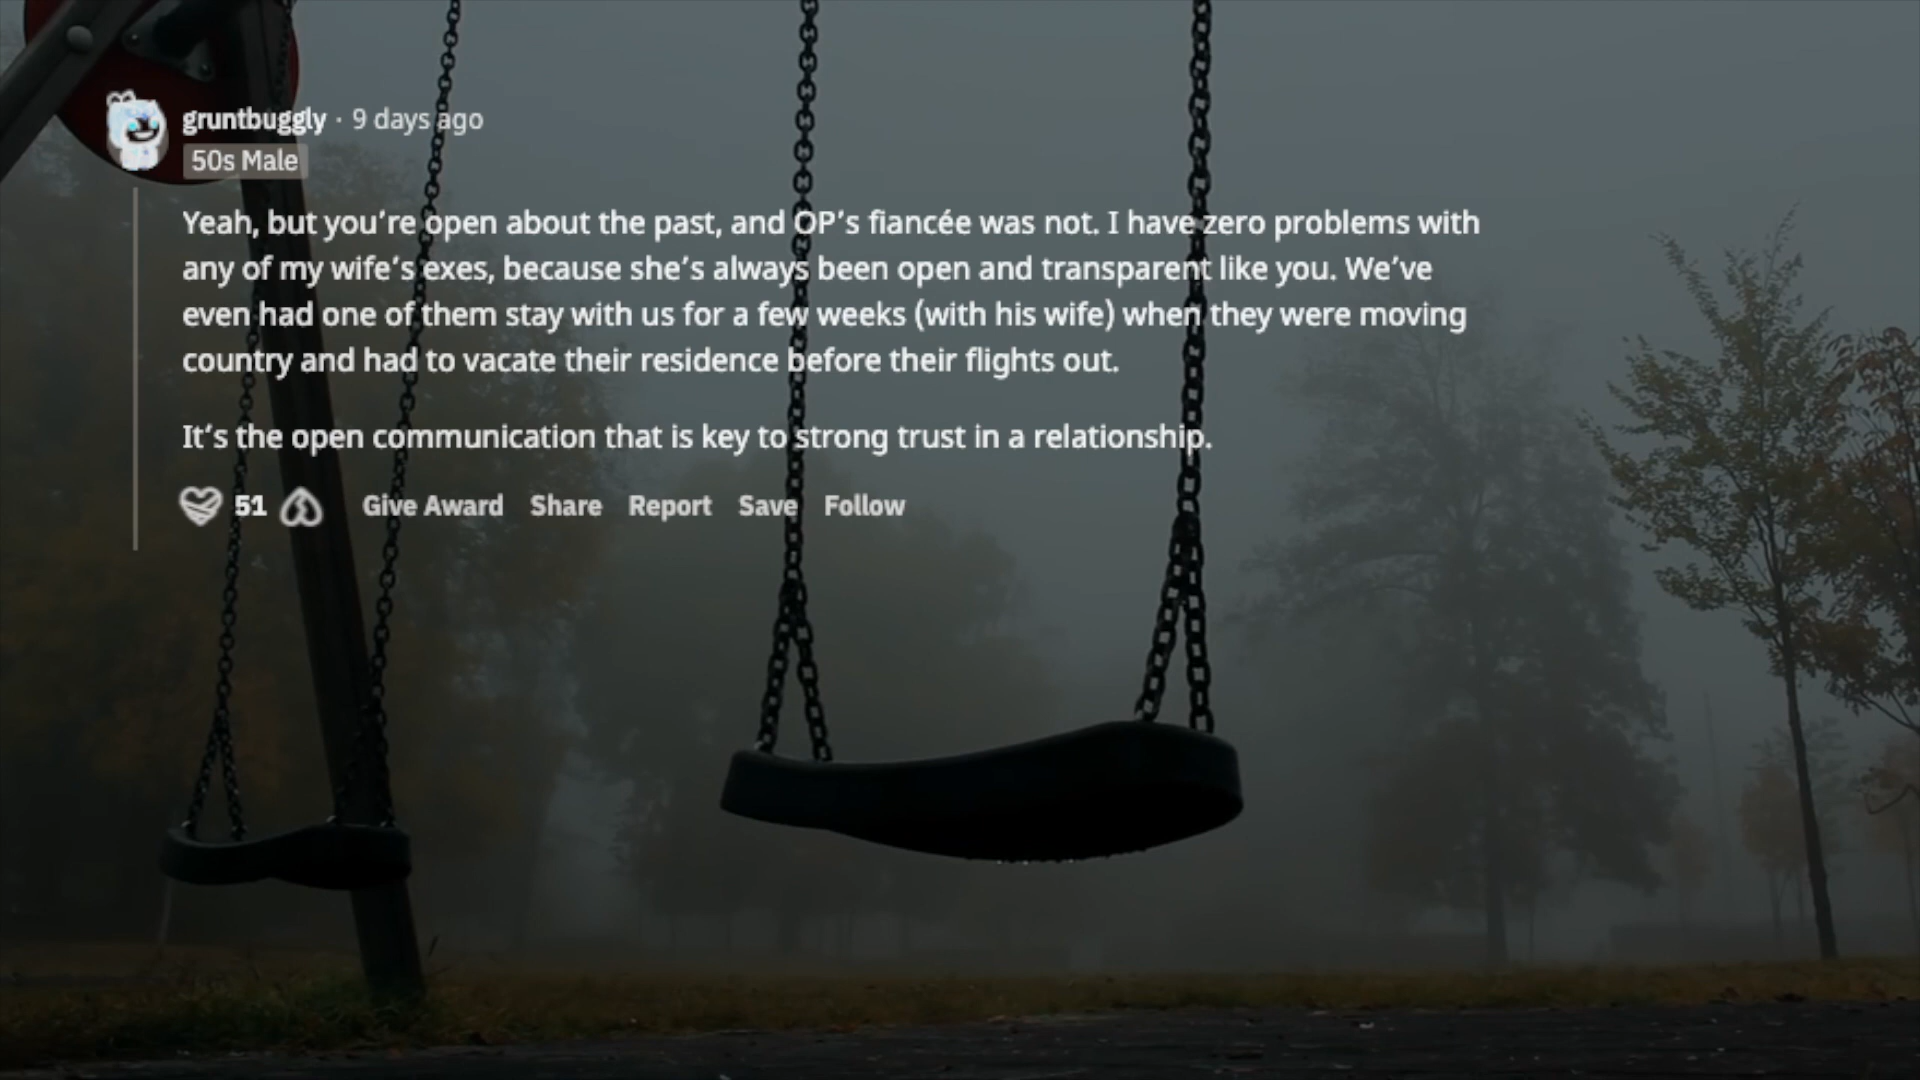 gruntbuggly · 9 days ago
50s Male
Yeah, but you’re open about the past, and OP’s fiancée was not. I have zero problems with
any of my wife’s exes, because she’s always been open and transparent like you. We’ve
even had one of them stay with us for a few weeks (with his wife) when they were moving
country and had to vacate their residence before their flights out.
It’s the open communication that is key to strong trust in a relationship.
51 Give Award Share Report Save Follow